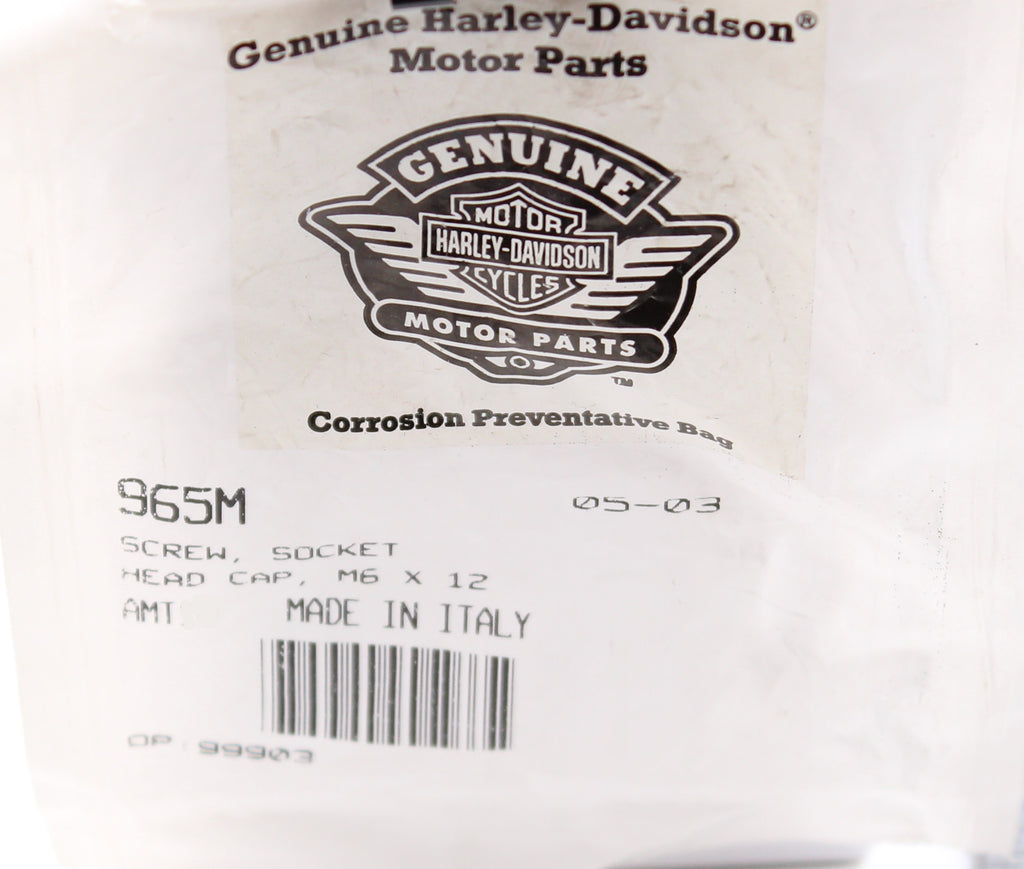 Genuine Harley-Davidson®
Motor Parts
GENUINE
MOTOR
HARLEY-DAVIDSON
CYCLES
MOTOR PARTS
TM
Corrosion Preventative Bag
965M 05-03
SCREW, SOCKET
HEAD CAP, M6 X 12
AMT MADE IN ITALY
OP 99903